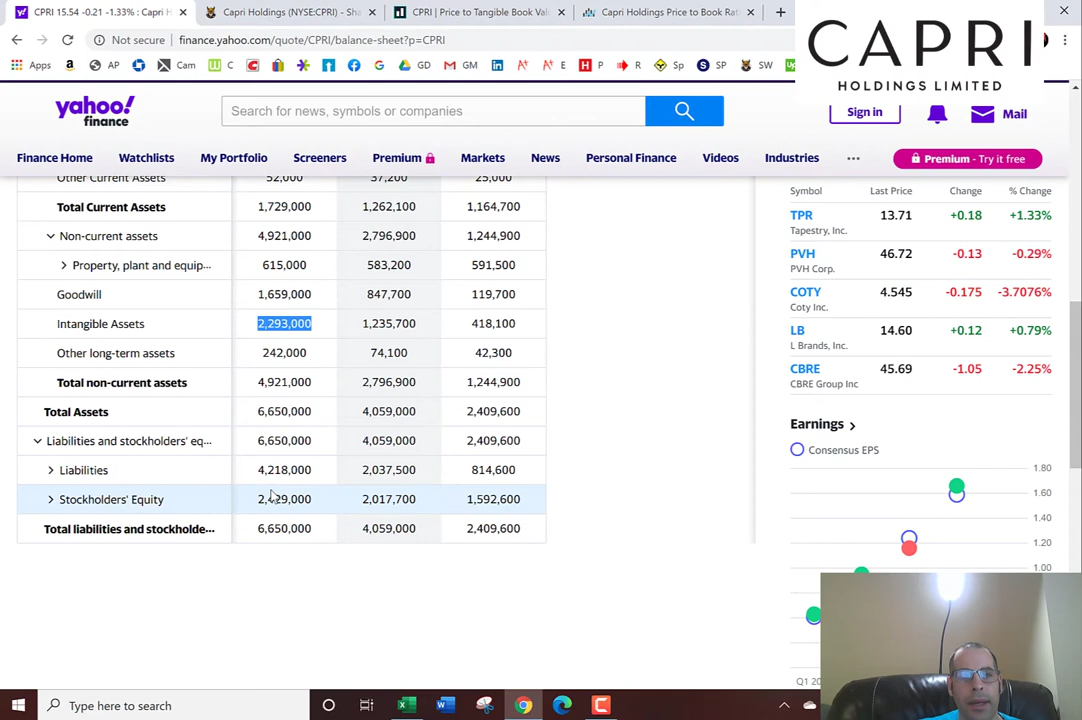 CPRI 15.54 -0.21 -1.33% : Capri H
Capri Holdings (NYSE:CPRI) - Sha
CPRI | Price to Tangible Book Val
Capri Holdings Price to Book Rati
Not secure | finance.yahoo.com/quote/CPRI/balance-sheet?p=CPRI
CAPRI
HOLDINGS LIMITED
Apps AP Cam C GD GM E P R Sp SP SW
yahoo!
finance
Search for news, symbols or companies
Sign in
Mail
Finance Home Watchlists My Portfolio Screeners Premium Markets News Personal Finance Videos Industries ... Premium - Try it free
Other Current Assets 52,000 37,200 25,000
Total Current Assets 1,729,000 1,262,100 1,164,700
Non-current assets 4,921,000 2,796,900 1,244,900
Property, plant and equip... 615,000 583,200 591,500
Goodwill 1,659,000 847,700 119,700
Intangible Assets 2,293,000 1,235,700 418,100
Other long-term assets 242,000 74,100 42,300
Total non-current assets 4,921,000 2,796,900 1,244,900
Total Assets 6,650,000 4,059,000 2,409,600
Liabilities and stockholders' eq... 6,650,000 4,059,000 2,409,600
Liabilities 4,218,000 2,037,500 814,600
Stockholders' Equity 2,017,700 1,592,600
Total liabilities and stockholde... 6,650,000 4,059,000 2,409,600
Symbol Last Price Change % Change
TPR 13.71 +0.18 +1.33%
Tapestry, Inc.
PVH 46.72 -0.13 -0.29%
PVH Corp.
COTY 4.545 -0.175 -3.7076%
Coty Inc.
LB 14.60 +0.12 +0.79%
L Brands, Inc.
CBRE 45.69 -1.05 -2.25%
CBRE Group Inc
Earnings
Consensus EPS
1.80
1.60
1.40
1.20
1.00
Q1 20
Type here to search